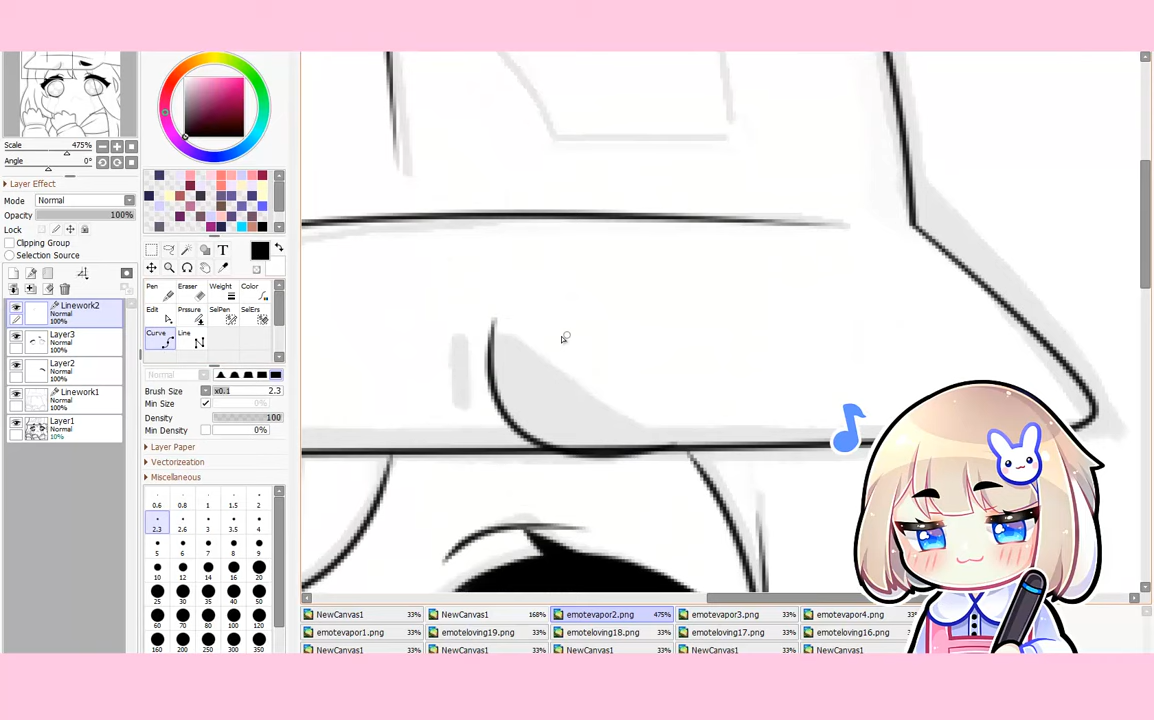 Scale 475%
Angle 0°
Layer Effect
Mode Normal
Opacity 100%
Lock
Clipping Group
Selection Source
Linework2
Normal
100%
Layer3
Normal
100%
Layer2
Normal
100%
Linework1
Normal
100%
Layer1
Normal
10%
T
Pen Eraser Weight Color
Edit Prssure SelPen SelErs
Curve Line
Normal
Brush Size x0.1 2.3
Min Size 0%
Density 100
Min Density 0%
Layer Paper
Vectorization
Miscellaneous
0.6 0.8 1 1.5 2
2.3 2.6 3 3.5 4
5 6 7 8 9
10 12 14 16 20
25 30 35 40 50
60 70 80 100 120
160 200 250 300 350
NewCanvas1 33% NewCanvas1 168% emotevapor2.png 475% emotevapor3.png 33% emotevapor4.png 33%
emotevapor1.png 33% emoteloving19.png 33% emoteloving18.png 33% emoteloving17.png 33% emoteloving16.png
NewCanvas1 33% NewCanvas1 33% NewCanvas1 33% NewCanvas1 33% NewCanvas1